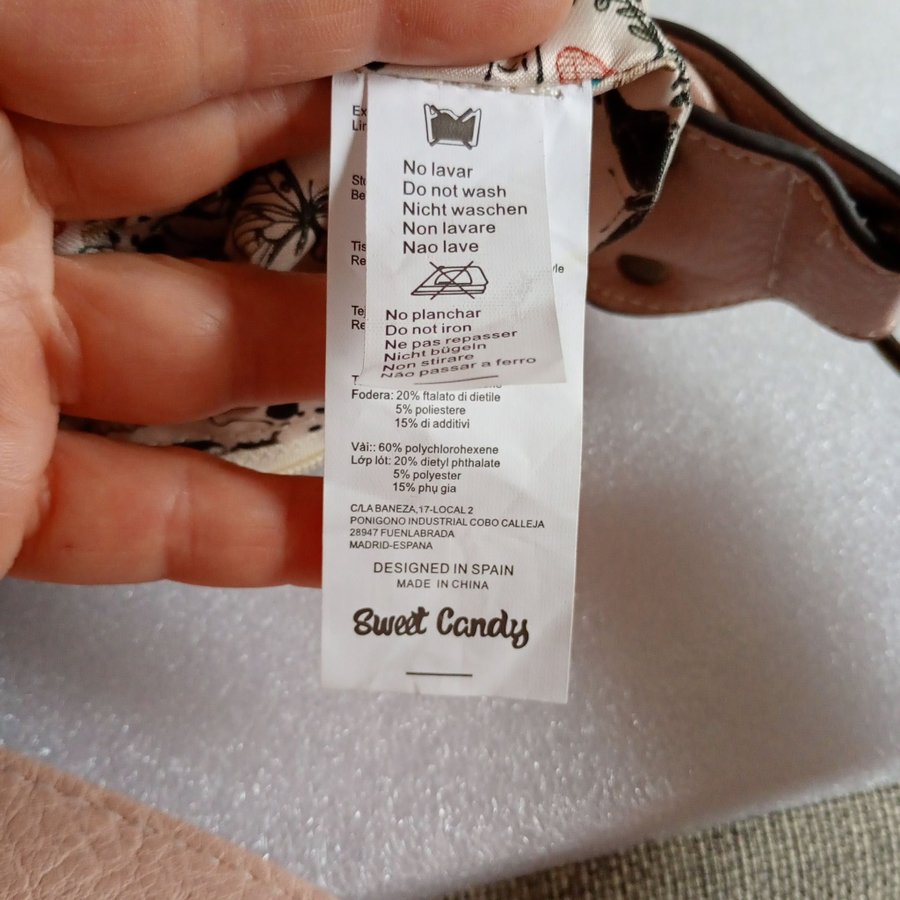 No lavar
Do not wash
Nicht waschen
Non lavare
Nao lave
No planchar
Do not iron
Ne pas repasser
Nicht bügeln
Non stirare
Não passar a ferro
Fodera: 20% ftalato di dietile
5% poliestere
15% di additivi
Vài:: 60% polychlorohexene
Lớp lót: 20% dietyl phthalate
5% polyester
15% phụ gia
C/LA BANEZA,17-LOCAL 2
PONIGONO INDUSTRIAL COBO CALLEJA
28947 FUENLABRADA
MADRID-ESPANA
DESIGNED IN SPAIN
MADE IN CHINA
Sweet Candy